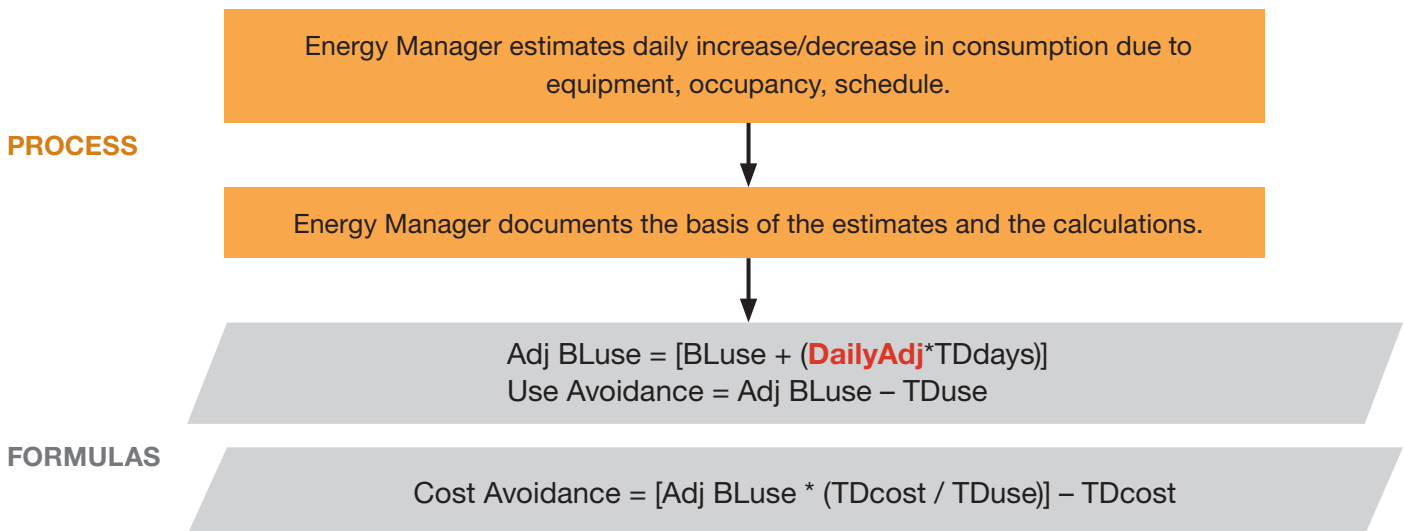 Energy Manager estimates daily increase/decrease in consumption due to
equipment, occupancy, schedule.
PROCESS
Energy Manager documents the basis of the estimates and the calculations.
Adj BLuse = [BLuse + (DailyAdj*TDdays)]
Use Avoidance = Adj BLuse – TDuse
FORMULAS
Cost Avoidance = [Adj BLuse * (TDcost / TDuse)] – TDcost